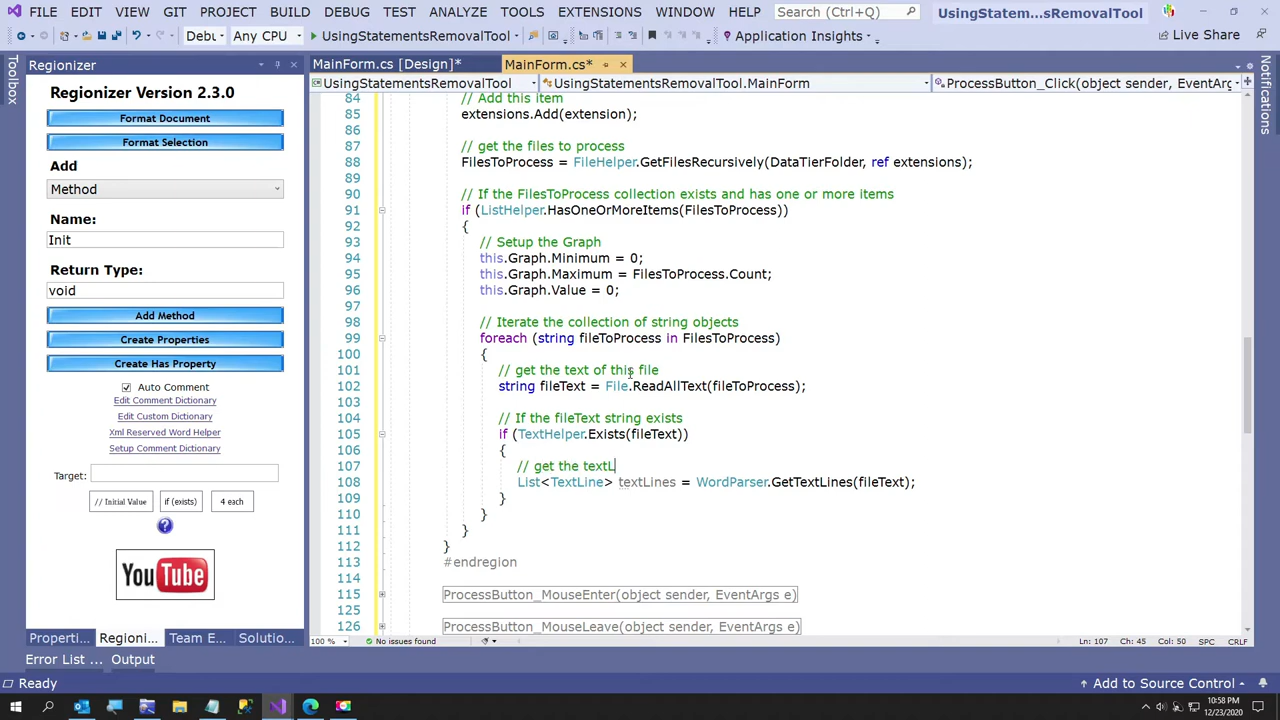 FILE EDIT VIEW GIT PROJECT BUILD DEBUG TEST ANALYZE TOOLS EXTENSIONS WINDOW HELP Search (Ctrl+Q) UsingStatem...sRemovalTool
Debu Any CPU UsingStatementsRemovalTool Application Insights Live Share
Toolbox
Regionizer
Regionizer Version 2.3.0
Format Document
Format Selection
Add
Method
Name:
Init
Return Type:
void
Add Method
Create Properties
Create Has Property
Auto Comment
Edit Comment Dictionary
Edit Custom Dictionary
Xml Reserved Word Helper
Setup Comment Dictionary
Target:
// Initial Value if (exists) 4 each
?
YouTube
Properti... Regioni... Team E... Solutio...
MainForm.cs [Design]* MainForm.cs*
UsingStatementsRemovalTool UsingStatementsRemovalTool.MainForm ProcessButton_Click(object sender, EventArg
84 // Add this item
85 extensions.Add(extension);
86
87 // get the files to process
88 FilesToProcess = FileHelper.GetFilesRecursively(DataTierFolder, ref extensions);
89
90 // If the FilesToProcess collection exists and has one or more items
91 if (ListHelper.HasOneOrMoreItems(FilesToProcess))
92 {
93 // Setup the Graph
94 this.Graph.Minimum = 0;
95 this.Graph.Maximum = FilesToProcess.Count;
96 this.Graph.Value = 0;
97
98 // Iterate the collection of string objects
99 foreach (string fileToProcess in FilesToProcess)
100 {
101 // get the text of this file
102 string fileText = File.ReadAllText(fileToProcess);
103
104 // If the fileText string exists
105 if (TextHelper.Exists(fileText))
106 {
107 // get the textL
108 List<TextLine> textLines = WordParser.GetTextLines(fileText);
109 }
110 }
111 }
112 }
113 #endregion
114
115 ProcessButton_MouseEnter(object sender, EventArgs e)
125
126 ProcessButton_MouseLeave(object sender, EventArgs e)
100 % No issues found Ln: 107 Ch: 45 Col: 50 SPC CRLF
Notifications
Error List ... Output
Ready Add to Source Control
10:58 PM
12/23/2020